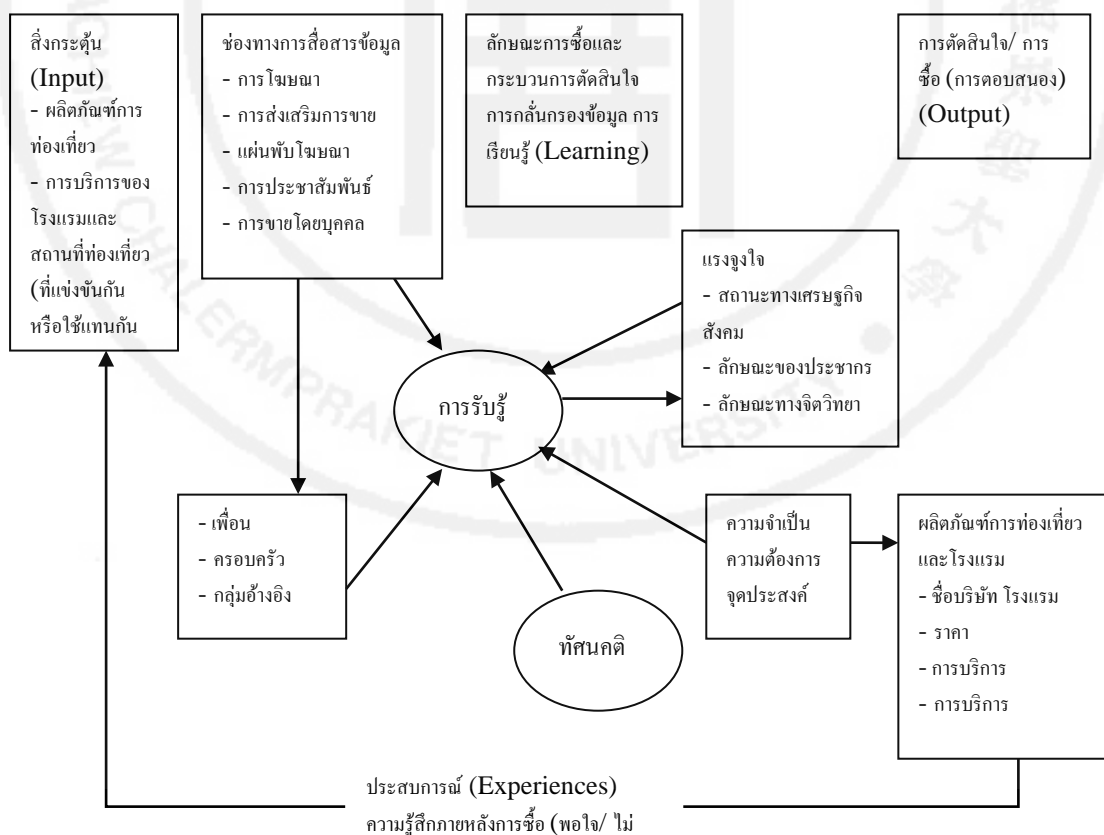 สิ่งกระตุ้น
(Input)
- ผลิตภัณฑ์การ
ท่องเที่ยว
- การบริการของ
โรงแรมและ
สถานที่ท่องเที่ยว
(ที่แข่งขันกัน
หรือใช้แทนกัน
ช่องทางการสื่อสารข้อมูล
- การโฆษณา
- การส่งเสริมการขาย
- แผ่นพับโฆษณา
- การประชาสัมพันธ์
- การขายโดยบุคคล
ลักษณะการซื้อและ
กระบวนการตัดสินใจ
การกลั่นกรองข้อมูล การ
เรียนรู้ (Learning)
การตัดสินใจ/ การ
ซื้อ (การตอบสนอง)
(Output)
แรงจูงใจ
- สถานะทางเศรษฐกิจ
สังคม
- ลักษณะของประชากร
- ลักษณะทางจิตวิทยา
การรับรู้
- เพื่อน
- ครอบครัว
- กลุ่มอ้างอิง
ทัศนคติ
ความจำเป็น
ความต้องการ
จุดประสงค์
ผลิตภัณฑ์การท่องเที่ยว
และโรงแรม
- ชื่อบริษัท โรงแรม
- ราคา
- การบริการ
- การบริการ
ประสบการณ์ (Experiences)
ความรู้สึกภายหลังการซื้อ (พอใจ/ ไม่
CHALERMPRAKIET UNIVERSITY
大學